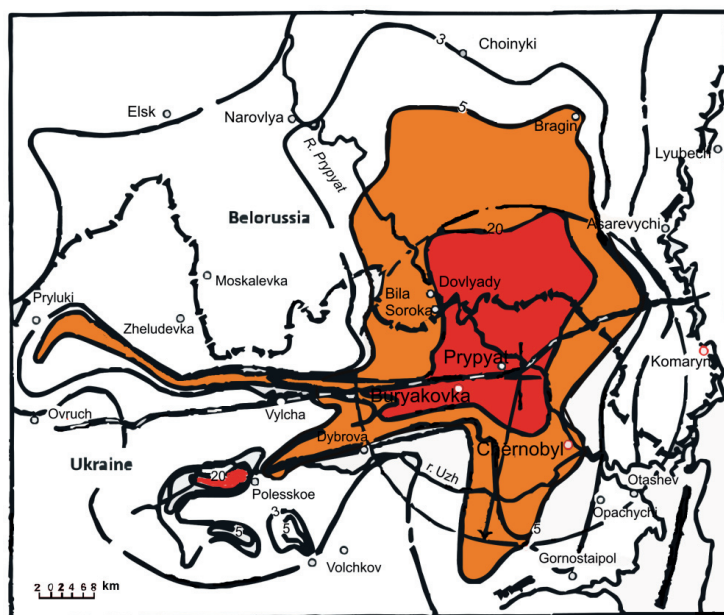 3
Choinyki
Elsk
Narovlya
5
Bragin
R. Prypyat
Lyubech
Belorussia
20
Asarevychi
Moskalevka
Dovlyady
Bila
Soroka
Pryluki
Zheludevka
Prypyat
Komaryn
Buryakovka
Ovruch
Vylcha
Dybrova
Chernobyl
Ukraine
20
r. Uzh
Polesskoe
Otashev
3
Opachychi
5
5
5
Volchkov
Gornostaipol
2 0 2 4 6 8 km